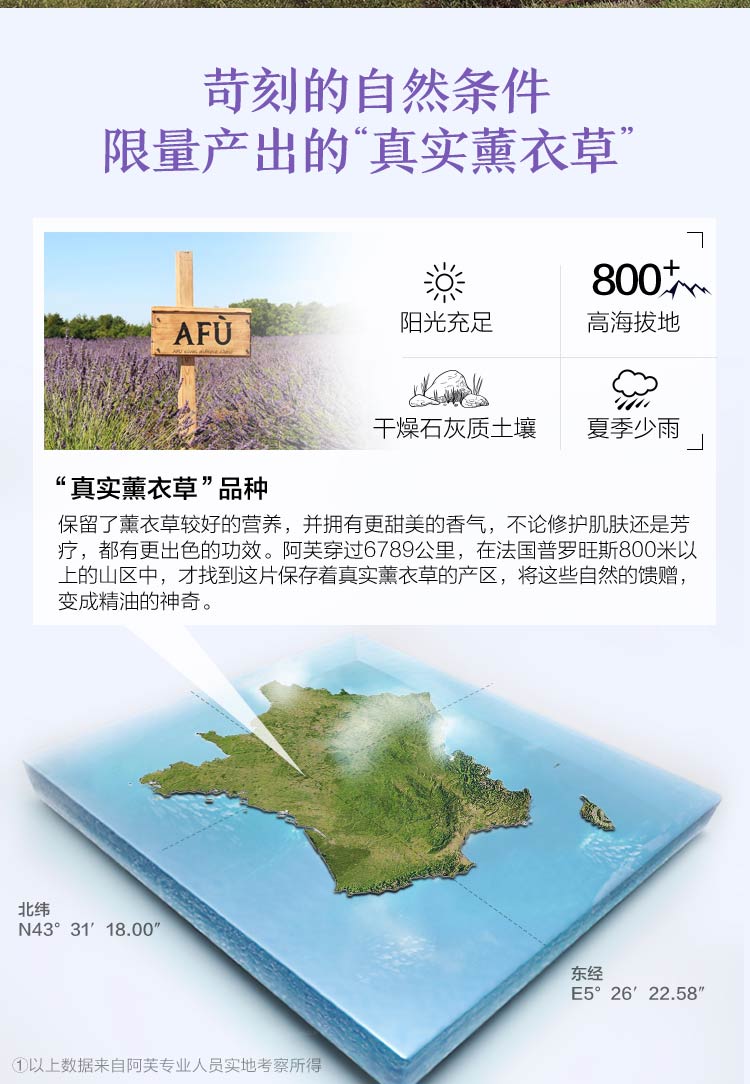 苛刻的自然条件
限量产出的“真实薰衣草”
AFÙ
阳光充足
800+
高海拔地
干燥石灰质土壤
夏季少雨
“真实薰衣草”品种
保留了薰衣草较好的营养，并拥有更甜美的香气，不论修护肌肤还是芳
疗，都有更出色的功效。阿芙穿过6789公里，在法国普罗旺斯800米以
上的山区中，才找到这片保存着真实薰衣草的产区，将这些自然的馈赠，
变成精油的神奇。
北纬
N43°31′18.00″
东经
E5°26′22.58″
①以上数据来自阿芙专业人员实地考察所得